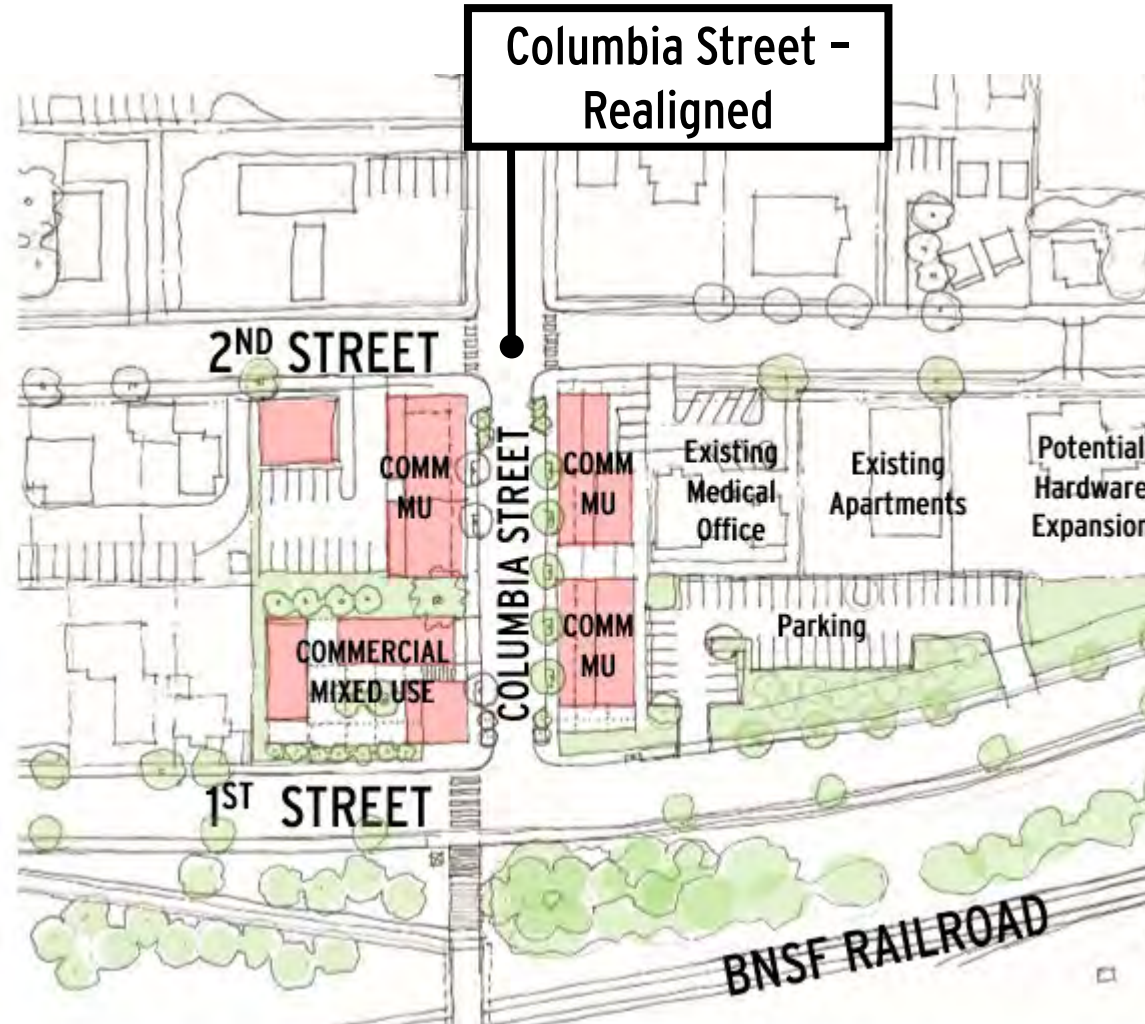 Columbia Street –
Realigned
2ND STREET
COMM
MU
COLUMBIA STREET
COMM
MU
Existing
Medical
Office
Existing
Apartments
Potential
Hardware
Expansion
COMMERCIAL
MIXED USE
COMM
MU
Parking
1ST STREET
BNSF RAILROAD